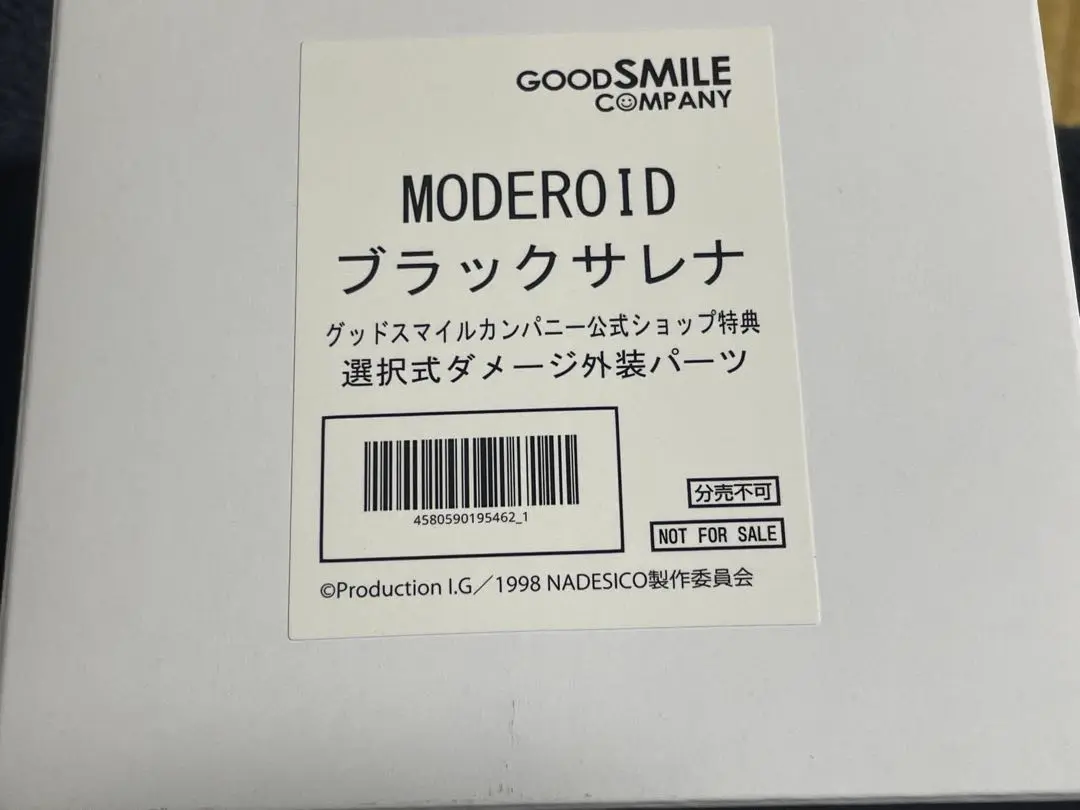 GOODSMILE
COMPANY
MODEROID
ブラックサレナ
グッドスマイルカンパニー公式ショップ特典
選択式ダメージ外装パーツ
4580590195462_1
分売不可
NOT FOR SALE
©Production I.G／1998 NADESICO製作委員会